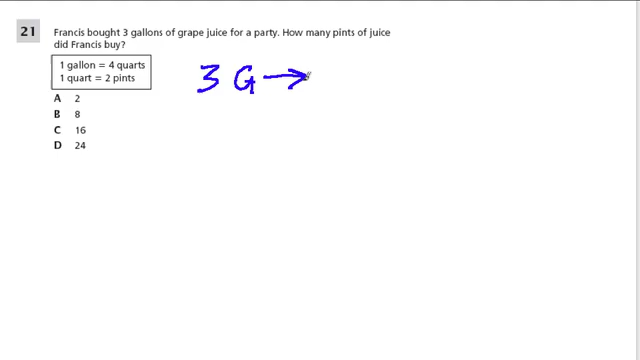 21 Francis bought 3 gallons of grape juice for a party. How many pints of juice
did Francis buy?
1 gallon = 4 quarts
1 quart = 2 pints
3 G →
A 2
B 8
C 16
D 24